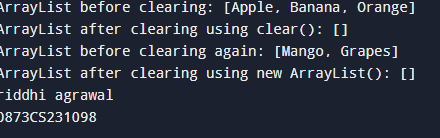 ArrayList before clearing: [Apple, Banana, Orange]
ArrayList after clearing using clear(): []
ArrayList before clearing again: [Mango, Grapes]
ArrayList after clearing using new ArrayList(): []
riddhi agrawal
0873CS231098